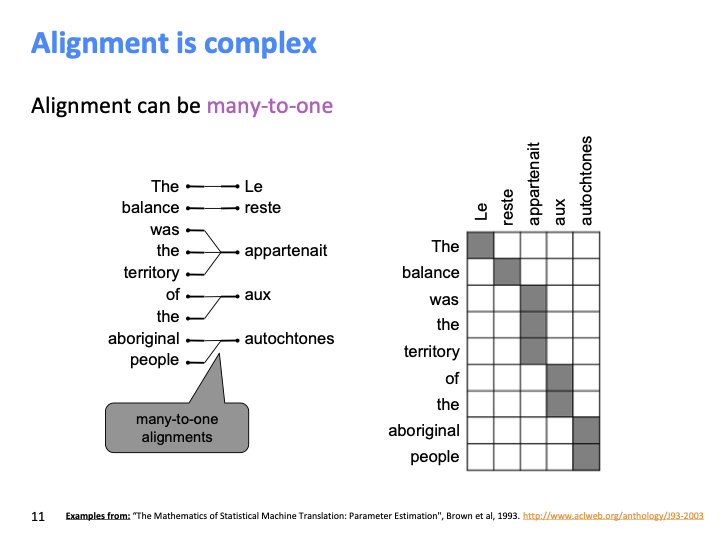 Alignment is complex
Alignment can be many-to-one
The Le
balance reste
was
the appartenait
territory
of aux
the
aboriginal autochtones
people
many-to-one
alignments
Le
reste
appartenait
aux
autochtones
The
balance
was
the
territory
of
the
aboriginal
people
11 Examples from: “The Mathematics of Statistical Machine Translation: Parameter Estimation", Brown et al, 1993. http://www.aclweb.org/anthology/J93-2003